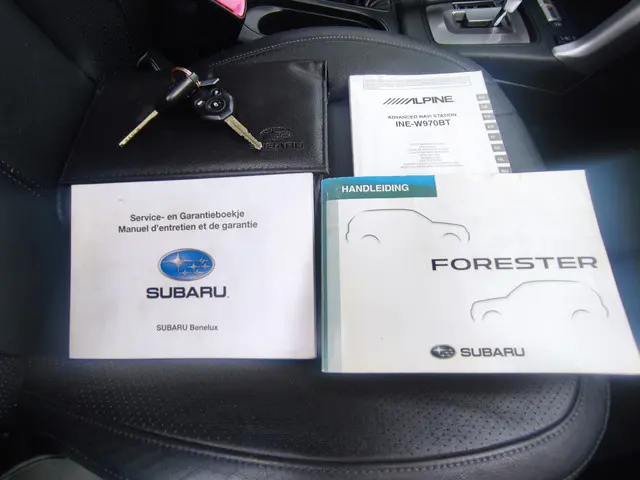 SUBARU
ALPINE
ADVANCED NAVI STATION
INE-W970BT
Service- en Garantieboekje
Manuel d'entretien et de garantie
SUBARU
SUBARU Benelux
HANDLEIDING
FORESTER
SUBARU